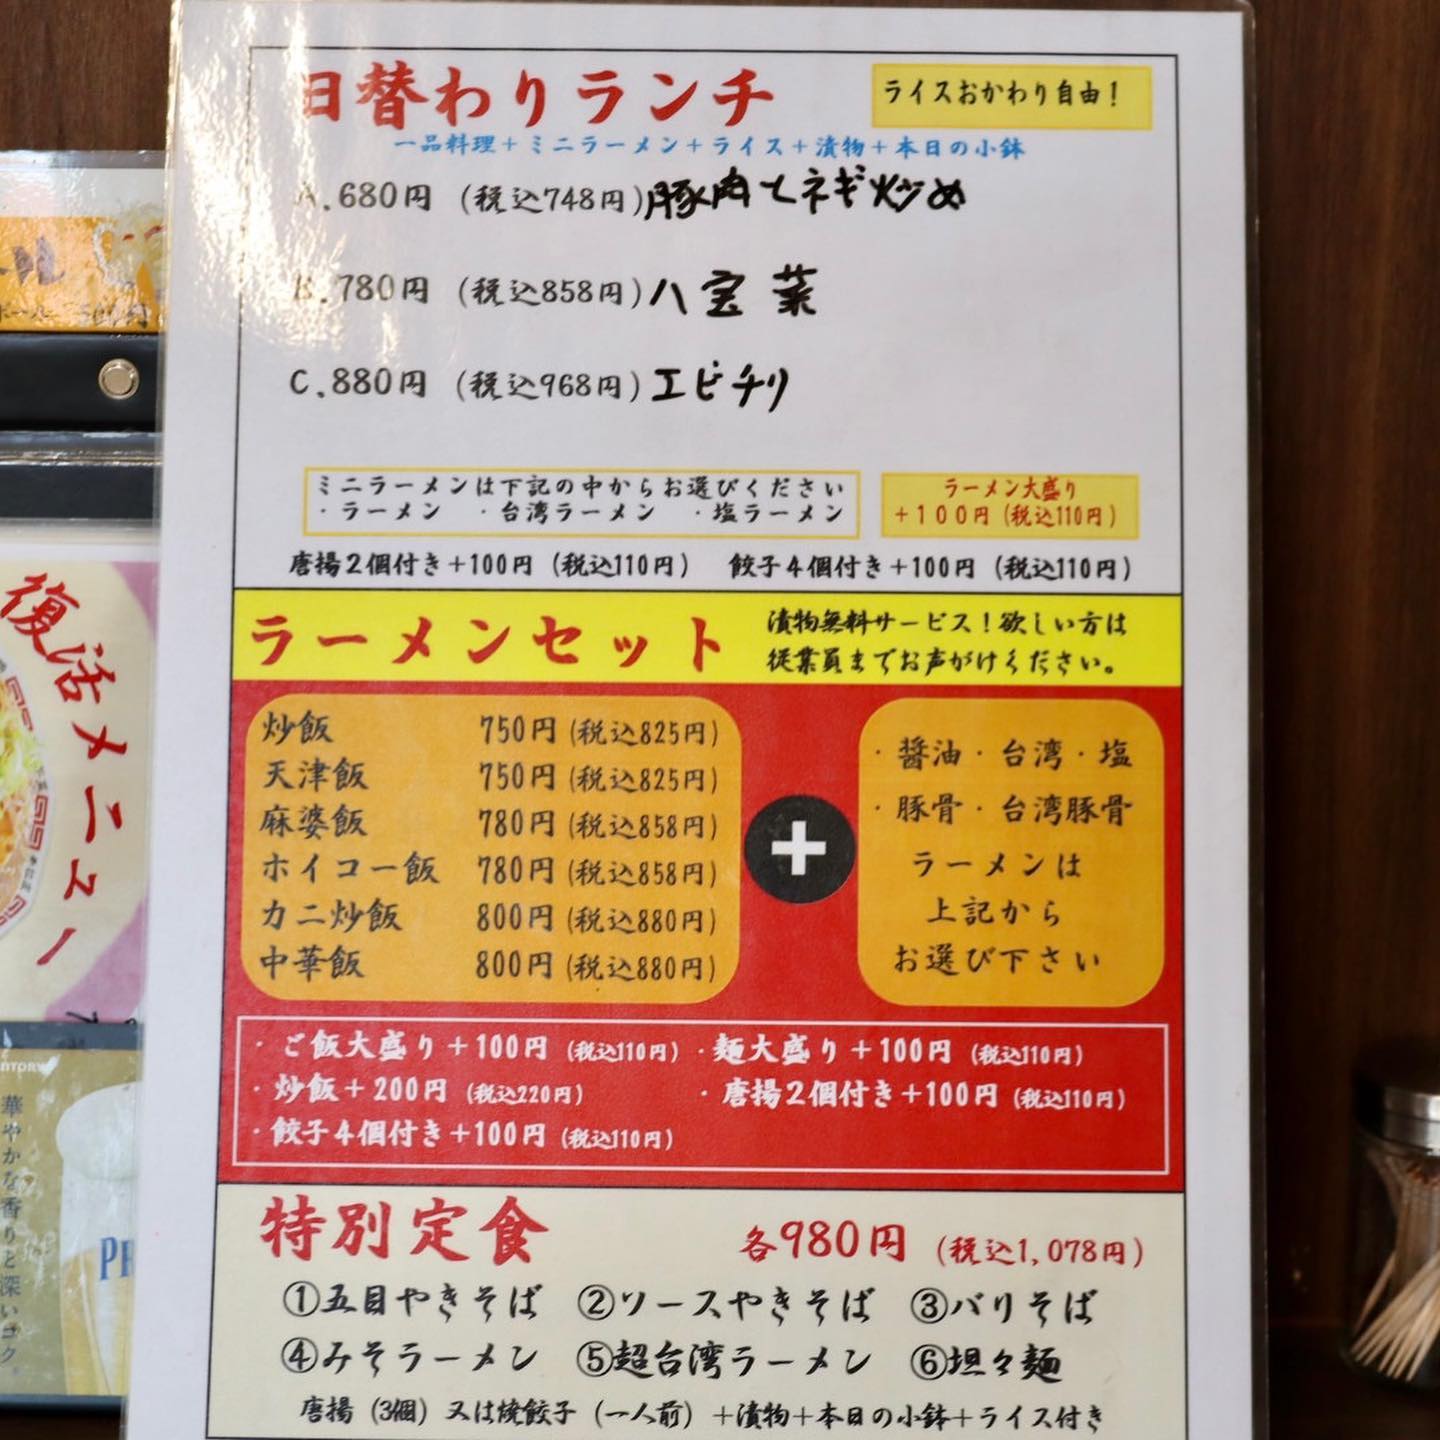 日替わりランチ
ライスおかわり自由！
一品料理＋ミニラーメン＋ライス＋漬物＋本日の小鉢
A.680円 (税込748円)豚肉とネギ炒め
B.780円 (税込858円)八宝菜
C.880円 (税込968円)エビチリ
ミニラーメンは下記の中からお選びください
・ラーメン ・台湾ラーメン ・塩ラーメン
ラーメン大盛り
＋100円(税込110円)
唐揚2個付き＋100円(税込110円) 餃子4個付き＋100円(税込110円)
ラーメンセット
漬物無料サービス！欲しい方は
従業員までお声がけください。
炒飯 750円(税込825円)
天津飯 750円(税込825円)
麻婆飯 780円(税込858円)
ホイコー飯 780円(税込858円)
カニ炒飯 800円(税込880円)
中華飯 800円(税込880円)
+
・醤油・台湾・塩
・豚骨・台湾豚骨
ラーメンは
上記から
お選び下さい
・ご飯大盛り＋100円(税込110円)・麺大盛り＋100円(税込110円)
・炒飯＋200円(税込220円) ・唐揚2個付き＋100円(税込110円)
・餃子4個付き＋100円(税込110円)
特別定食 各980円(税込1,078円)
①五目やきそば ②ソースやきそば ③バリそば
④みそラーメン ⑤超台湾ラーメン ⑥坦々麺
唐揚(3個)又は焼餃子(一人前)＋漬物＋本日の小鉢＋ライス付き
ール
復活メニュー
華やかな香りと深いコク。